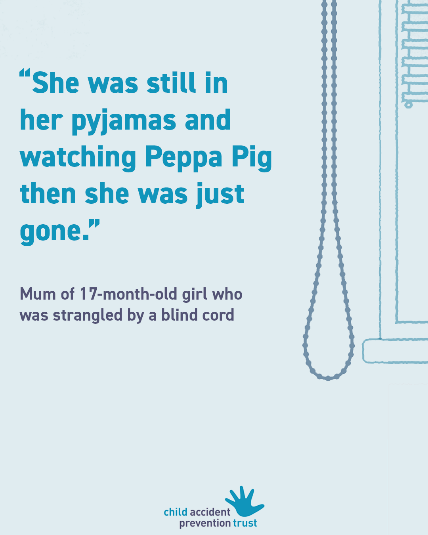 “She was still in
her pyjamas and
watching Peppa Pig
then she was just
gone.”
Mum of 17-month-old girl who
was strangled by a blind cord
child accident
prevention trust